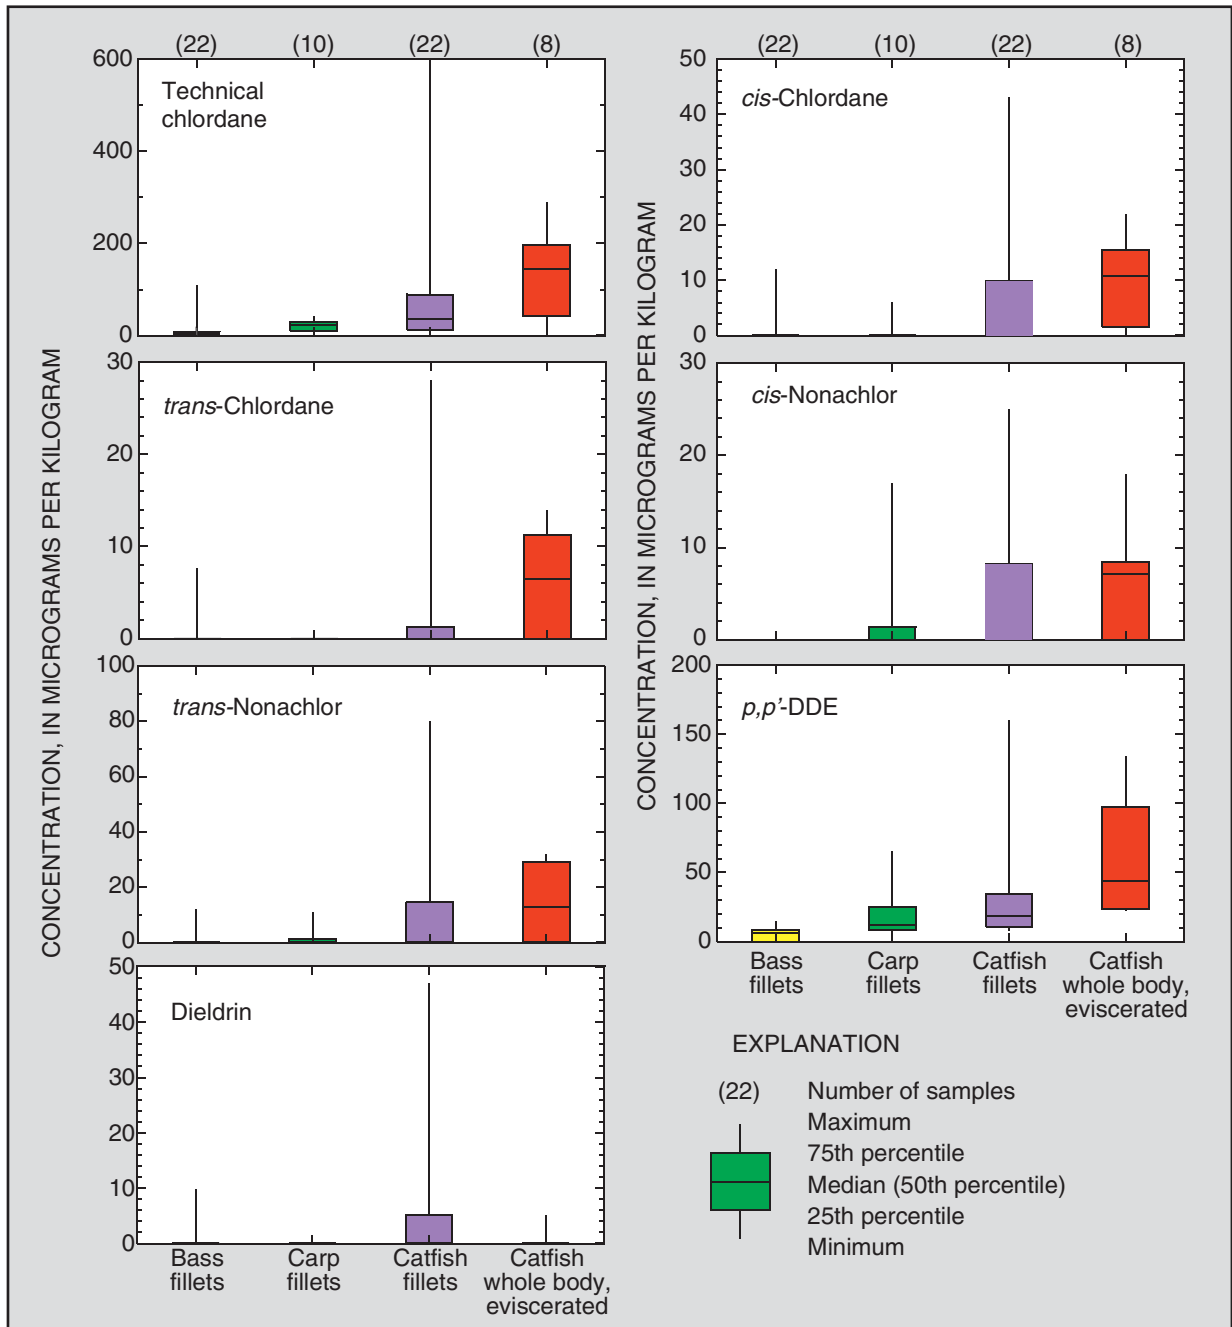 (22) (10) (22) (8)
600
400
200
0
Technical
chlordane
30
20
10
0
trans-Chlordane
100
80
60
40
20
0
trans-Nonachlor
50
40
30
20
10
0
Dieldrin
Bass
fillets
Carp
fillets
Catfish
fillets
Catfish
whole body,
eviscerated
CONCENTRATION, IN MICROGRAMS PER KILOGRAM
(22) (10) (22) (8)
50
40
30
20
10
0
cis-Chlordane
30
20
10
0
cis-Nonachlor
200
150
100
50
0
p,p'-DDE
Bass
fillets
Carp
fillets
Catfish
fillets
Catfish
whole body,
eviscerated
CONCENTRATION, IN MICROGRAMS PER KILOGRAM
EXPLANATION
(22) Number of samples
Maximum
75th percentile
Median (50th percentile)
25th percentile
Minimum